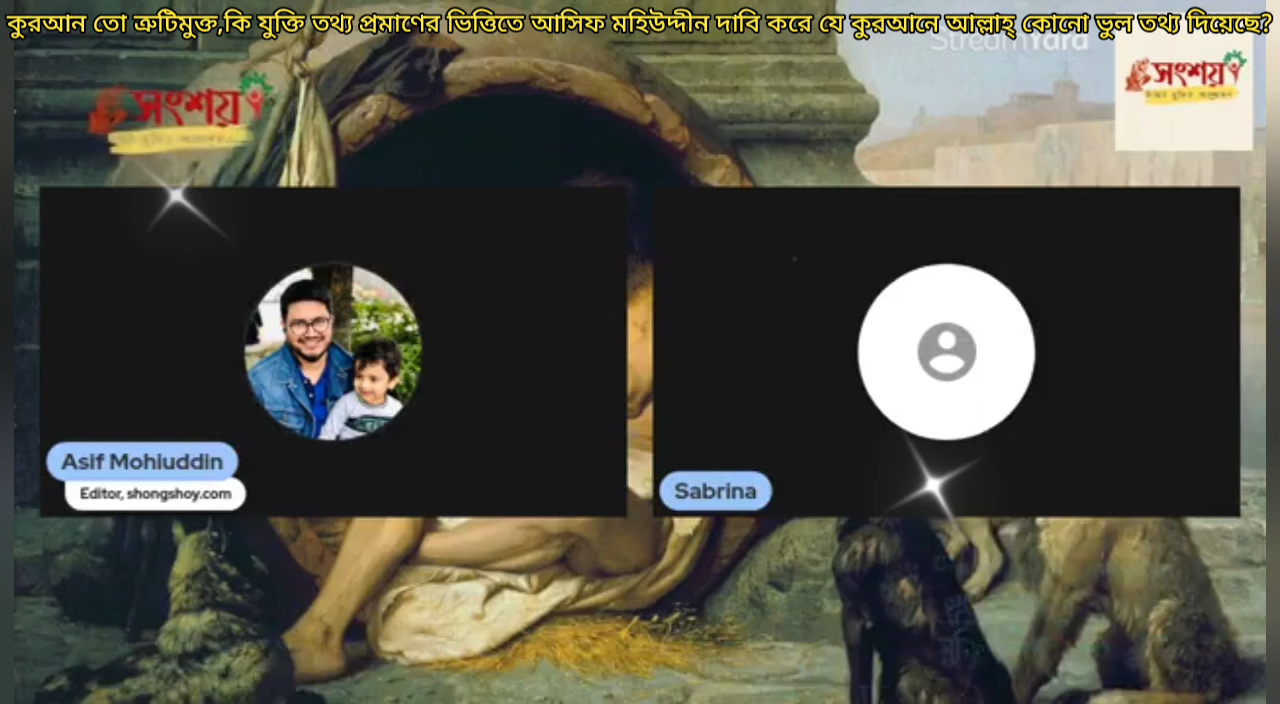 কুরআন তো ত্রুটিমুক্ত,কি যুক্তি তথ্য প্রমাণের ভিত্তিতে আসিফ মহিউদ্দীন দাবি করে যে কুরআনে আল্লাহ্ কোনো ভুল তথ্য দিয়েছে?
StreamYard
সংশয়
সংশয়
Asif Mohiuddin
Editor, shongshoy.com
Sabrina